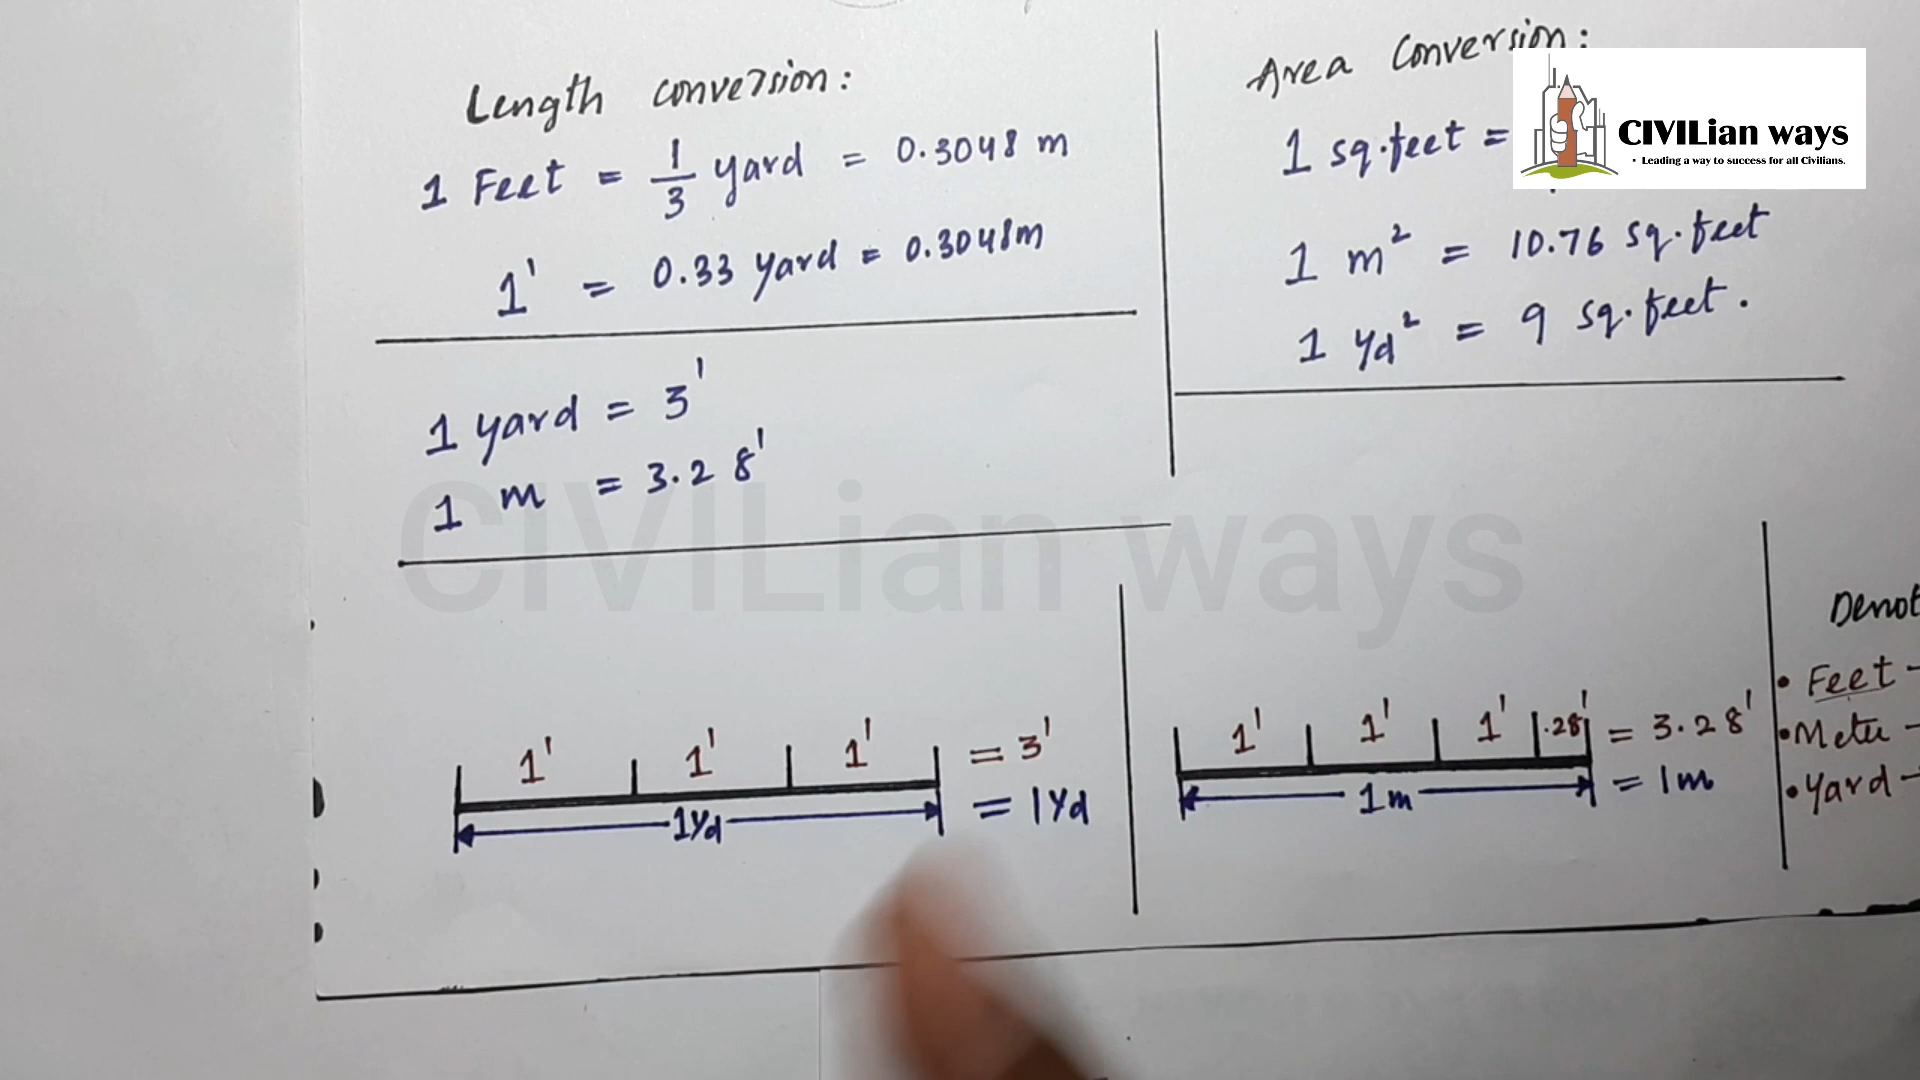 Length conversion:
1 Feet = 1/3 yard = 0.3048 m
1' = 0.33 yard = 0.3048m
1 yard = 3'
1 m = 3.28'
Area Conversion:
1 sq.feet =
1 m² = 10.76 sq.feet
1 yd² = 9 sq.feet.
CIVILian ways
• Leading a way to success for all Civilians.
CIVILian ways
1' 1' 1' = 3'
1Yd = 1Yd
1' 1' 1' .28' = 3.28'
1m = 1m
• Feet -
• Meter -
• Yard -